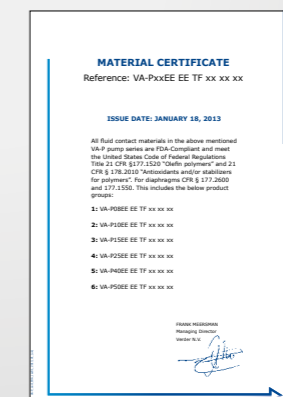 MATERIAL CERTIFICATE
Reference: VA-PxxEE EE TF xx xx xx
ISSUE DATE: JANUARY 18, 2013
All fluid contact materials in the above mentioned
VA-P pump series are FDA-Compliant and meet
the United States Code of Federal Regulations
Title 21 CFR §177.1520 "Olefin polymers" and 21
CFR § 178.2010 "Antioxidants and/or stabilizers
for polymers". For diaphragms CFR § 177.2600
and 177.1550. This includes the below product
groups:
1: VA-P08EE EE TF xx xx xx
2: VA-P10EE EE TF xx xx xx
3: VA-P15EE EE TF xx xx xx
4: VA-P25EE EE TF xx xx xx
5: VA-P40EE EE TF xx xx xx
6: VA-P50EE EE TF xx xx xx
FRANK MEERSMAN
Managing Director
Verder N.V.